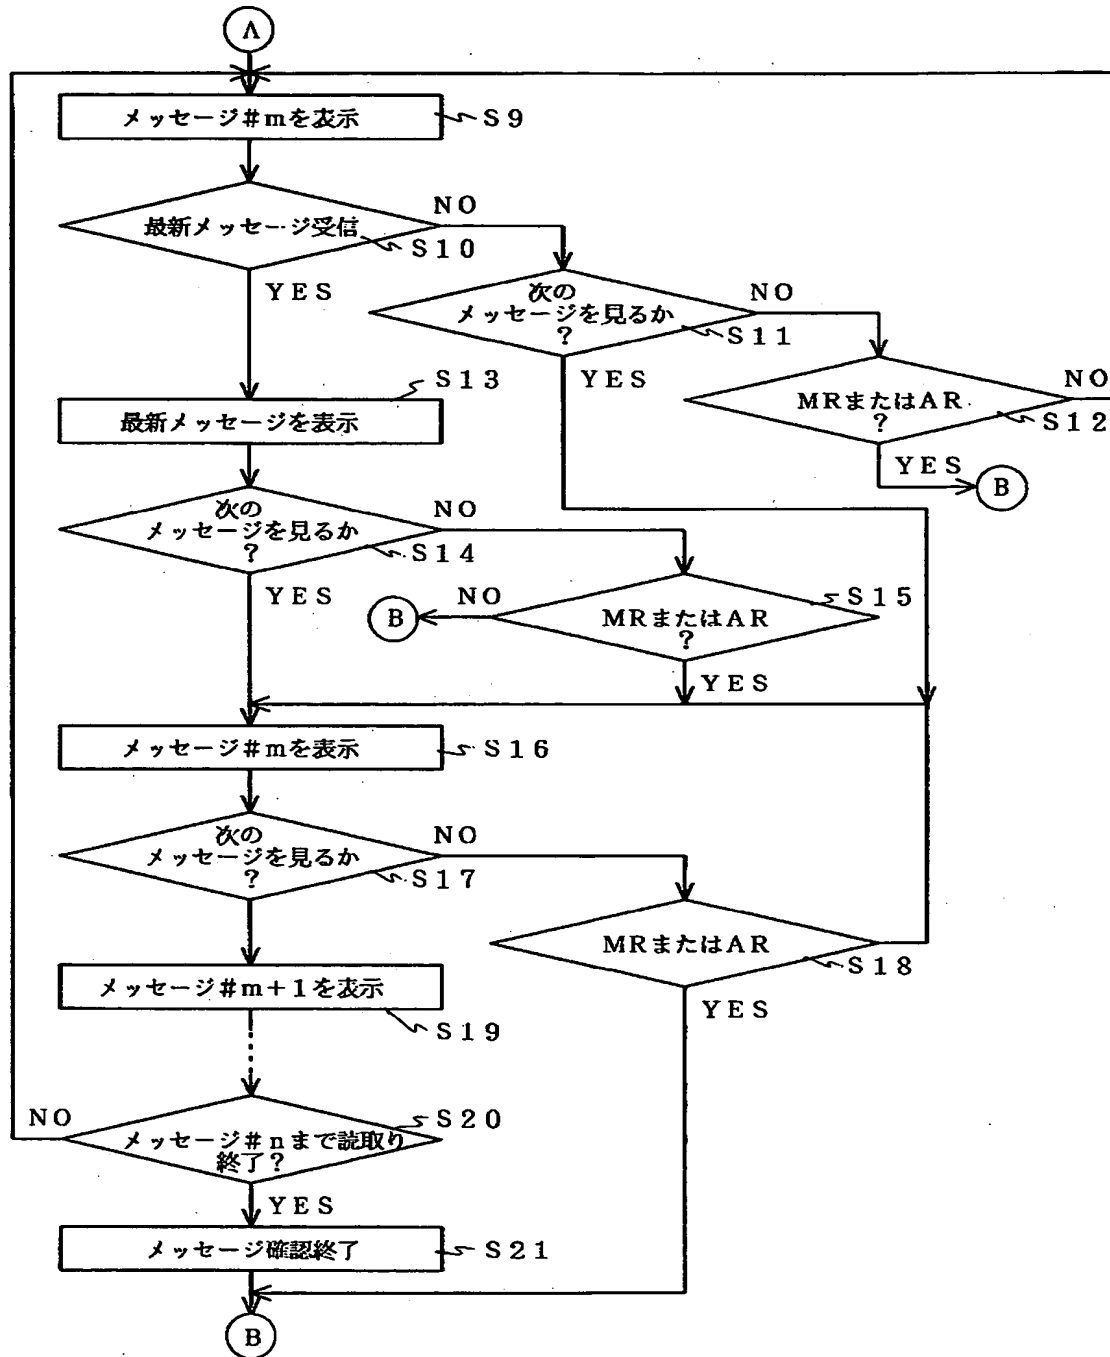 A
メッセージ#mを表示
S9
最新メッセージ受信
NO
S10
YES
次の
メッセージを見るか
?
NO
S11
YES
MRまたはAR
?
NO
S12
YES
B
S13
最新メッセージを表示
次の
メッセージを見るか
?
NO
S14
YES
MRまたはAR
?
S15
NO
B
YES
メッセージ#mを表示
S16
次の
メッセージを見るか
?
NO
S17
MRまたはAR
S18
YES
メッセージ#m+1を表示
S19
メッセージ#nまで読取り
終了?
S20
NO
YES
メッセージ確認終了
S21
B